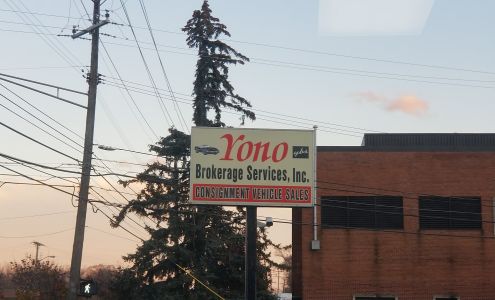 Yono
Brokerage Services, Inc.
CONSIGNMENT VEHICLE SALES